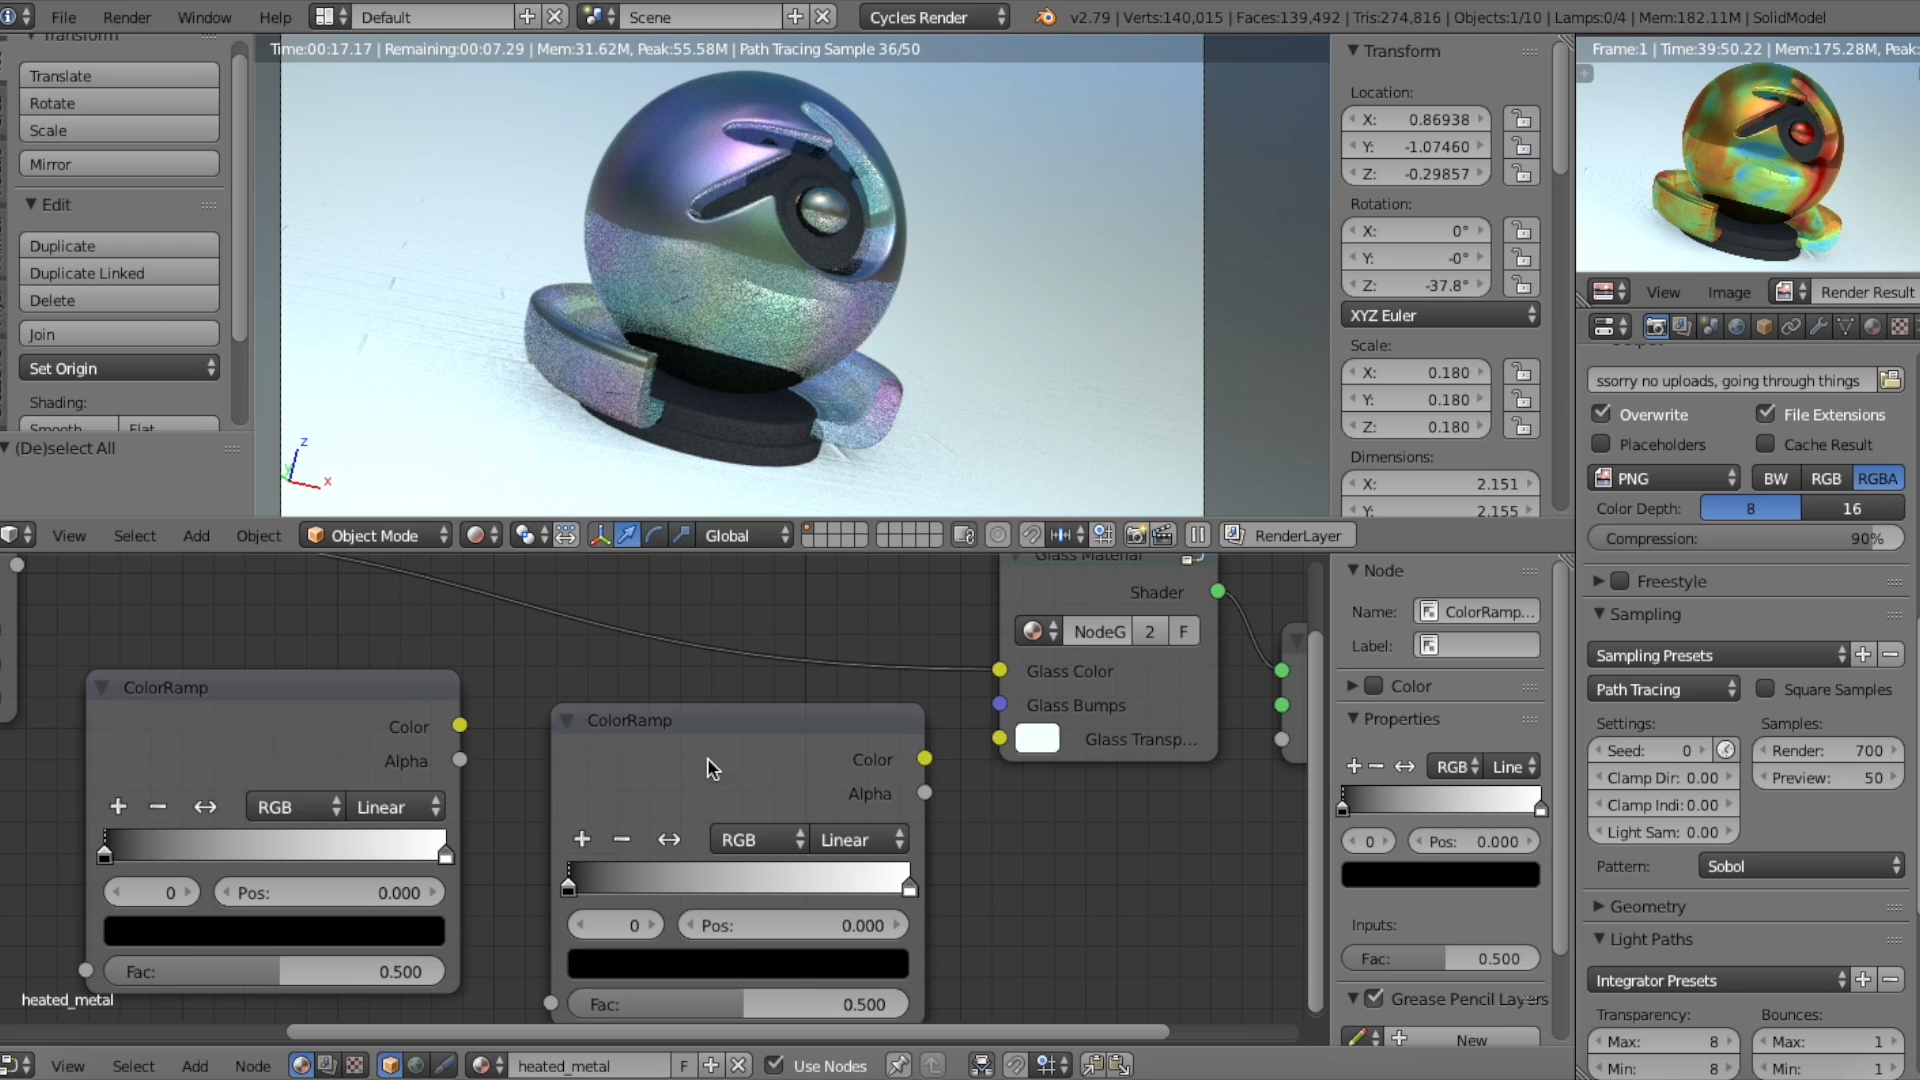 File Render Window Help Default Scene Cycles Render v2.79 | Verts:140,015 | Faces:139,492 | Tris:274,816 | Objects:1/10 | Lamps:0/4 | Mem:182.11M | SolidModel
Transform
Translate
Rotate
Scale
Mirror
Edit
Duplicate
Duplicate Linked
Delete
Join
Set Origin
Shading:
Smooth Flat
(De)select All
Time:00:17.17 | Remaining:00:07.29 | Mem:31.62M, Peak:55.58M | Path Tracing Sample 36/50
z
x
Transform
Location:
X: 0.86938
Y: -1.07460
Z: -0.29857
Rotation:
X: 0°
Y: -0°
Z: -37.8°
XYZ Euler
Scale:
X: 0.180
Y: 0.180
Z: 0.180
Dimensions:
X: 2.151
Y: 2.155
Frame:1 | Time:39:50.22 | Mem:175.28M, Peak:
View Image Render Result
View Select Add Object Object Mode Global RenderLayer
ssorry no uploads, going through things
Overwrite File Extensions
Placeholders Cache Result
PNG BW RGB RGBA
Color Depth: 8 16
Compression: 90%
Freestyle
Sampling
Sampling Presets
Path Tracing Square Samples
Settings: Samples:
Seed: 0 Render: 700
Clamp Dir: 0.00 Preview: 50
Clamp Indi: 0.00
Light Sam: 0.00
Pattern: Sobol
Geometry
Light Paths
Integrator Presets
Transparency: Bounces:
Max: 8 Max: 1
Min: 8 Min: 1
Glass Material
Shader
NodeG 2 F
Glass Color
Glass Bumps
Glass Transp...
ColorRamp
Color
Alpha
RGB Linear
0 Pos: 0.000
Fac: 0.500
ColorRamp
Color
Alpha
RGB Linear
0 Pos: 0.000
Fac: 0.500
heated_metal
Node
Name: ColorRamp...
Label:
Color
Properties
RGB Line
0 Pos: 0.000
Inputs:
Fac: 0.500
Grease Pencil Layers
New
View Select Add Node heated_metal F Use Nodes